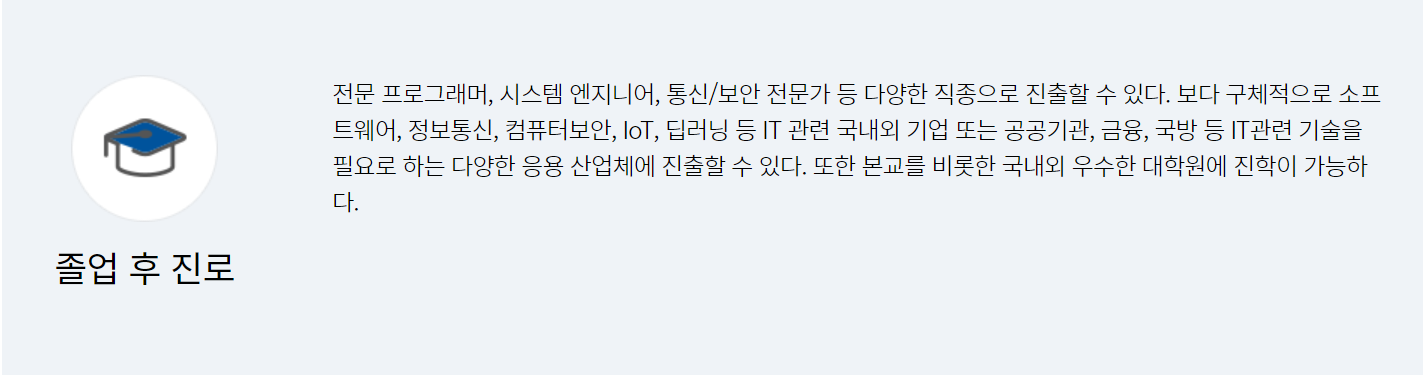 전문 프로그래머, 시스템 엔지니어, 통신/보안 전문가 등 다양한 직종으로 진출할 수 있다. 보다 구체적으로 소프
트웨어, 정보통신, 컴퓨터보안, IoT, 딥러닝 등 IT 관련 국내외 기업 또는 공공기관, 금융, 국방 등 IT관련 기술을
필요로 하는 다양한 응용 산업체에 진출할 수 있다. 또한 본교를 비롯한 국내외 우수한 대학원에 진학이 가능하
다.
졸업 후 진로